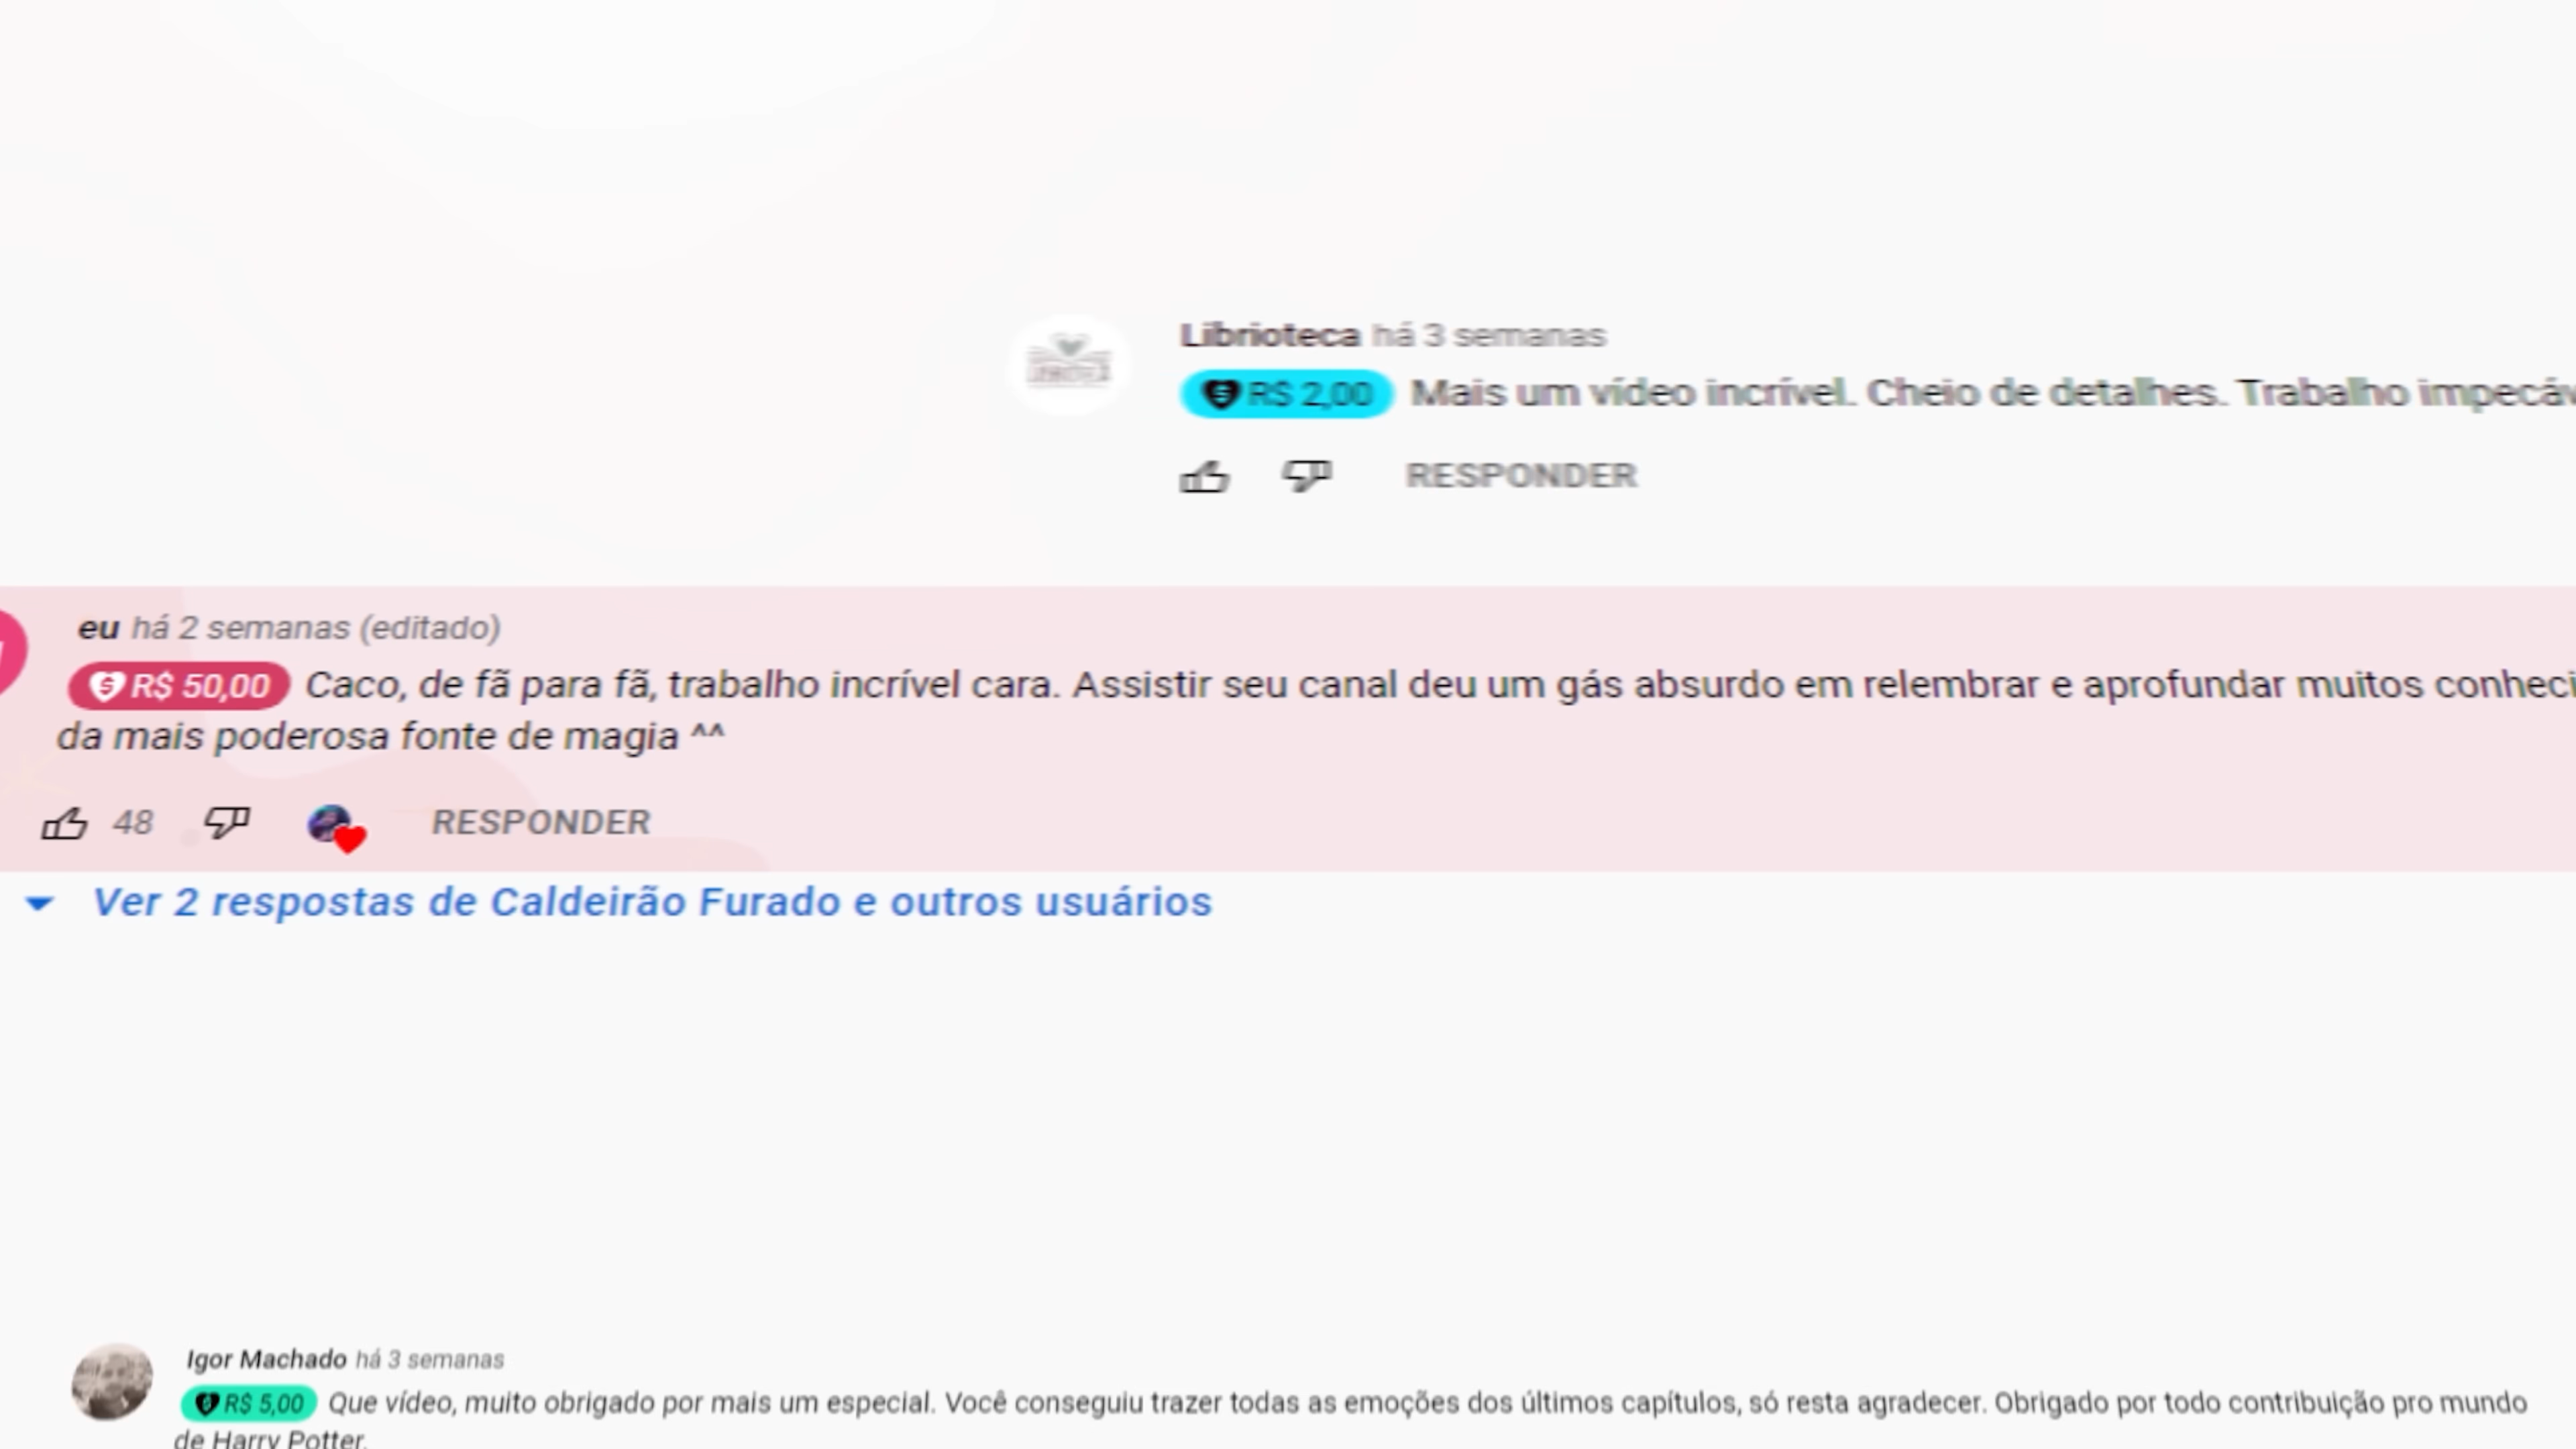 Librioteca há 3 semanas
R$ 2,00 Mais um vídeo incrível. Cheio de detalhes. Trabalho
RESPONDER
eu há 2 semanas (editado)
R$ 50,00 Caco, de fã para fã, trabalho incrível cara. Assistir seu canal deu um gás absurdo em relembrar e aprofundar muitos
da mais poderosa fonte de magia ^^
48 RESPONDER
Ver 2 respostas de Caldeirão Furado e outros usuários
Igor Machado há 3 semanas
R$ 5,00 Que vídeo, muito obrigado por mais um especial. Você conseguiu trazer todas as emoções dos últimos capítulos, só resta agradecer. Obrigado por todo contribuição pro mundo
de Harry Potter.